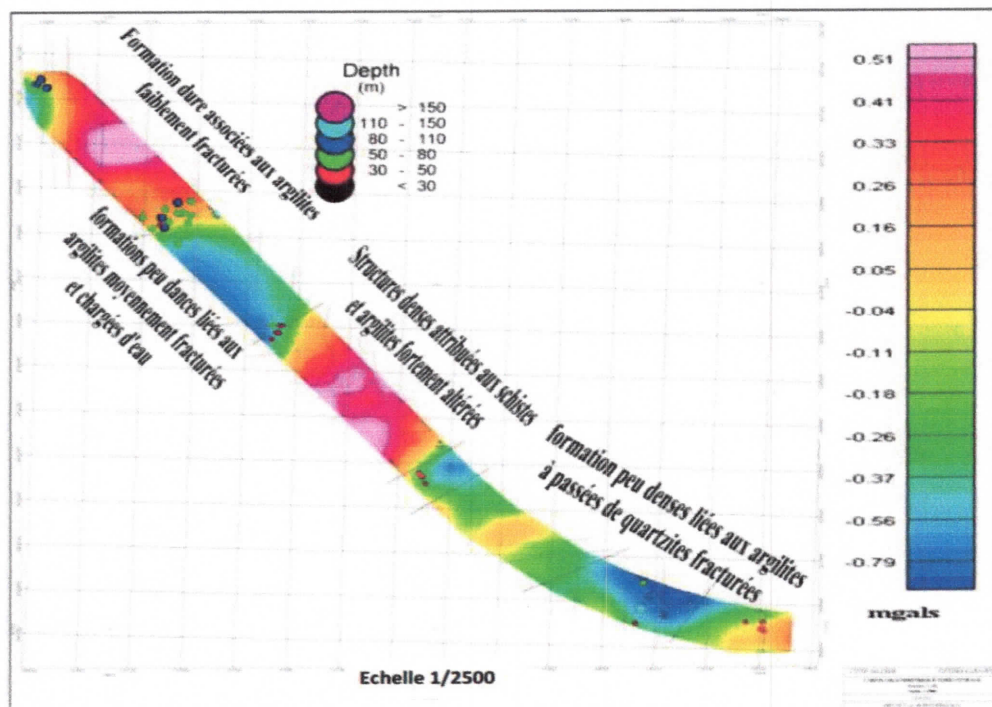 Formation dure associées aux argilites
faiblement fracturées
Depth
(m)
> 150
110 - 150
80 - 110
50 - 80
30 - 50
< 30
formations peu dances liées aux
argilites moyennement fracturées
et chargées d'eau
Structures denses attribuées aux schistes
et argiles fortement altérées
formation peu denses liées aux argilites
à passées de quartzites fracturées
0.51
0.41
0.33
0.26
0.16
0.05
-0.04
-0.11
-0.18
-0.26
-0.37
-0.56
-0.79
mgals
Echelle 1/2500